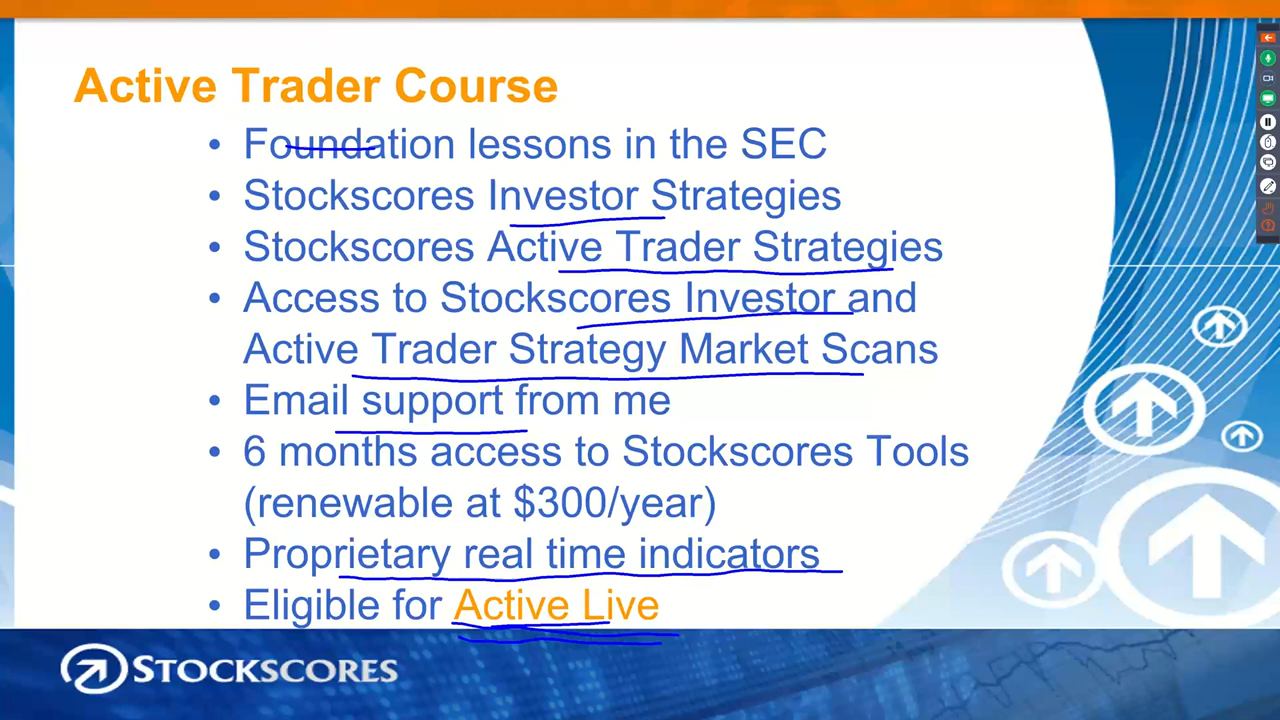 Active Trader Course
• Foundation lessons in the SEC
• Stockscores Investor Strategies
• Stockscores Active Trader Strategies
• Access to Stockscores Investor and
Active Trader Strategy Market Scans
• Email support from me
• 6 months access to Stockscores Tools
(renewable at $300/year)
• Proprietary real time indicators
• Eligible for Active Live
STOCKSCORES